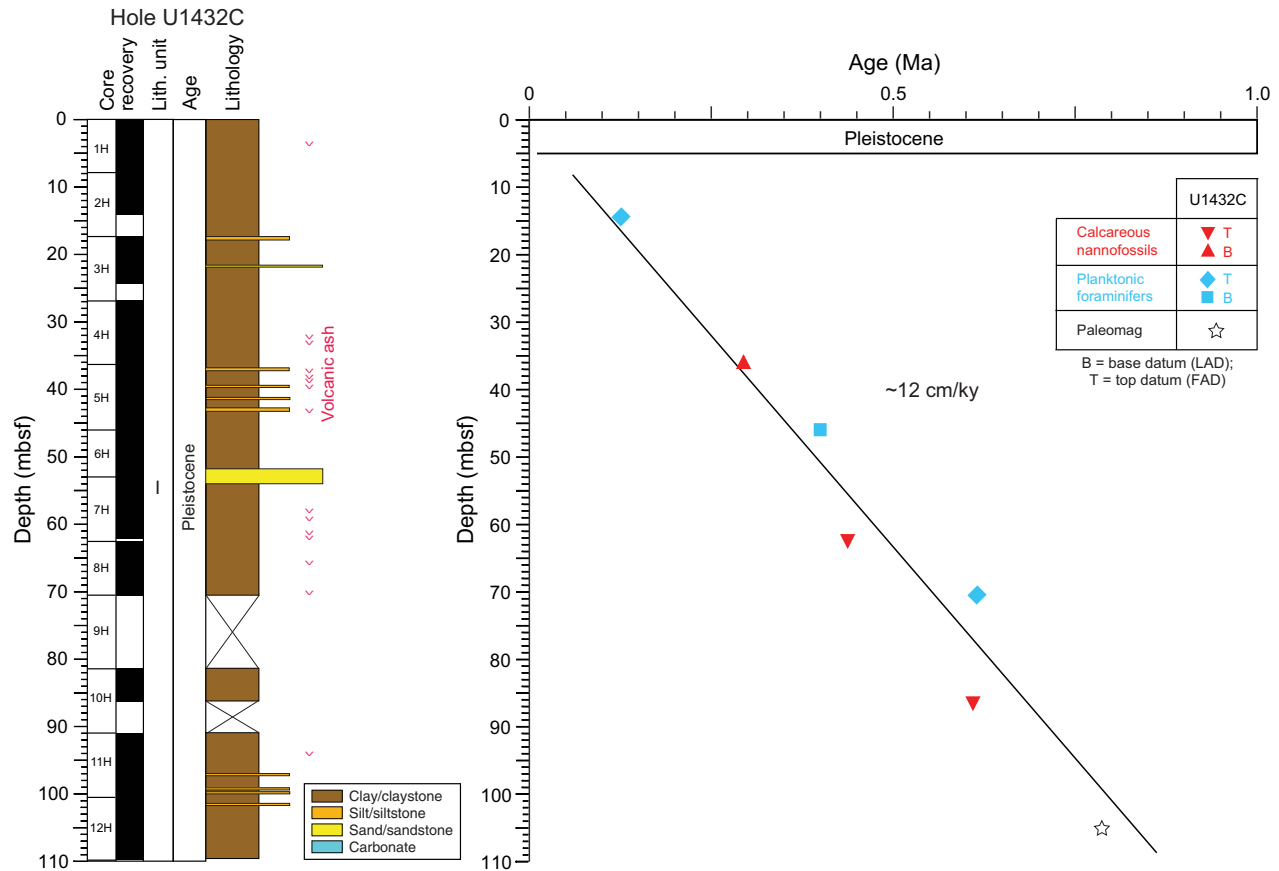 Hole U1432C
Core
recovery
Lith. unit
Age
Lithology
Depth (mbsf)
0
10
20
30
40
50
60
70
80
90
100
110
1H
2H
3H
4H
5H
6H
7H
8H
9H
10H
11H
12H
I
Pleistocene
Volcanic ash
Clay/claystone
Silt/siltstone
Sand/sandstone
Carbonate
Age (Ma)
0
0.5
1.0
Depth (mbsf)
0
10
20
30
40
50
60
70
80
90
100
110
Pleistocene
~12 cm/ky
U1432C
Calcareous
nannofossils
T
B
Planktonic
foraminifers
T
B
Paleomag
B = base datum (LAD);
T = top datum (FAD)